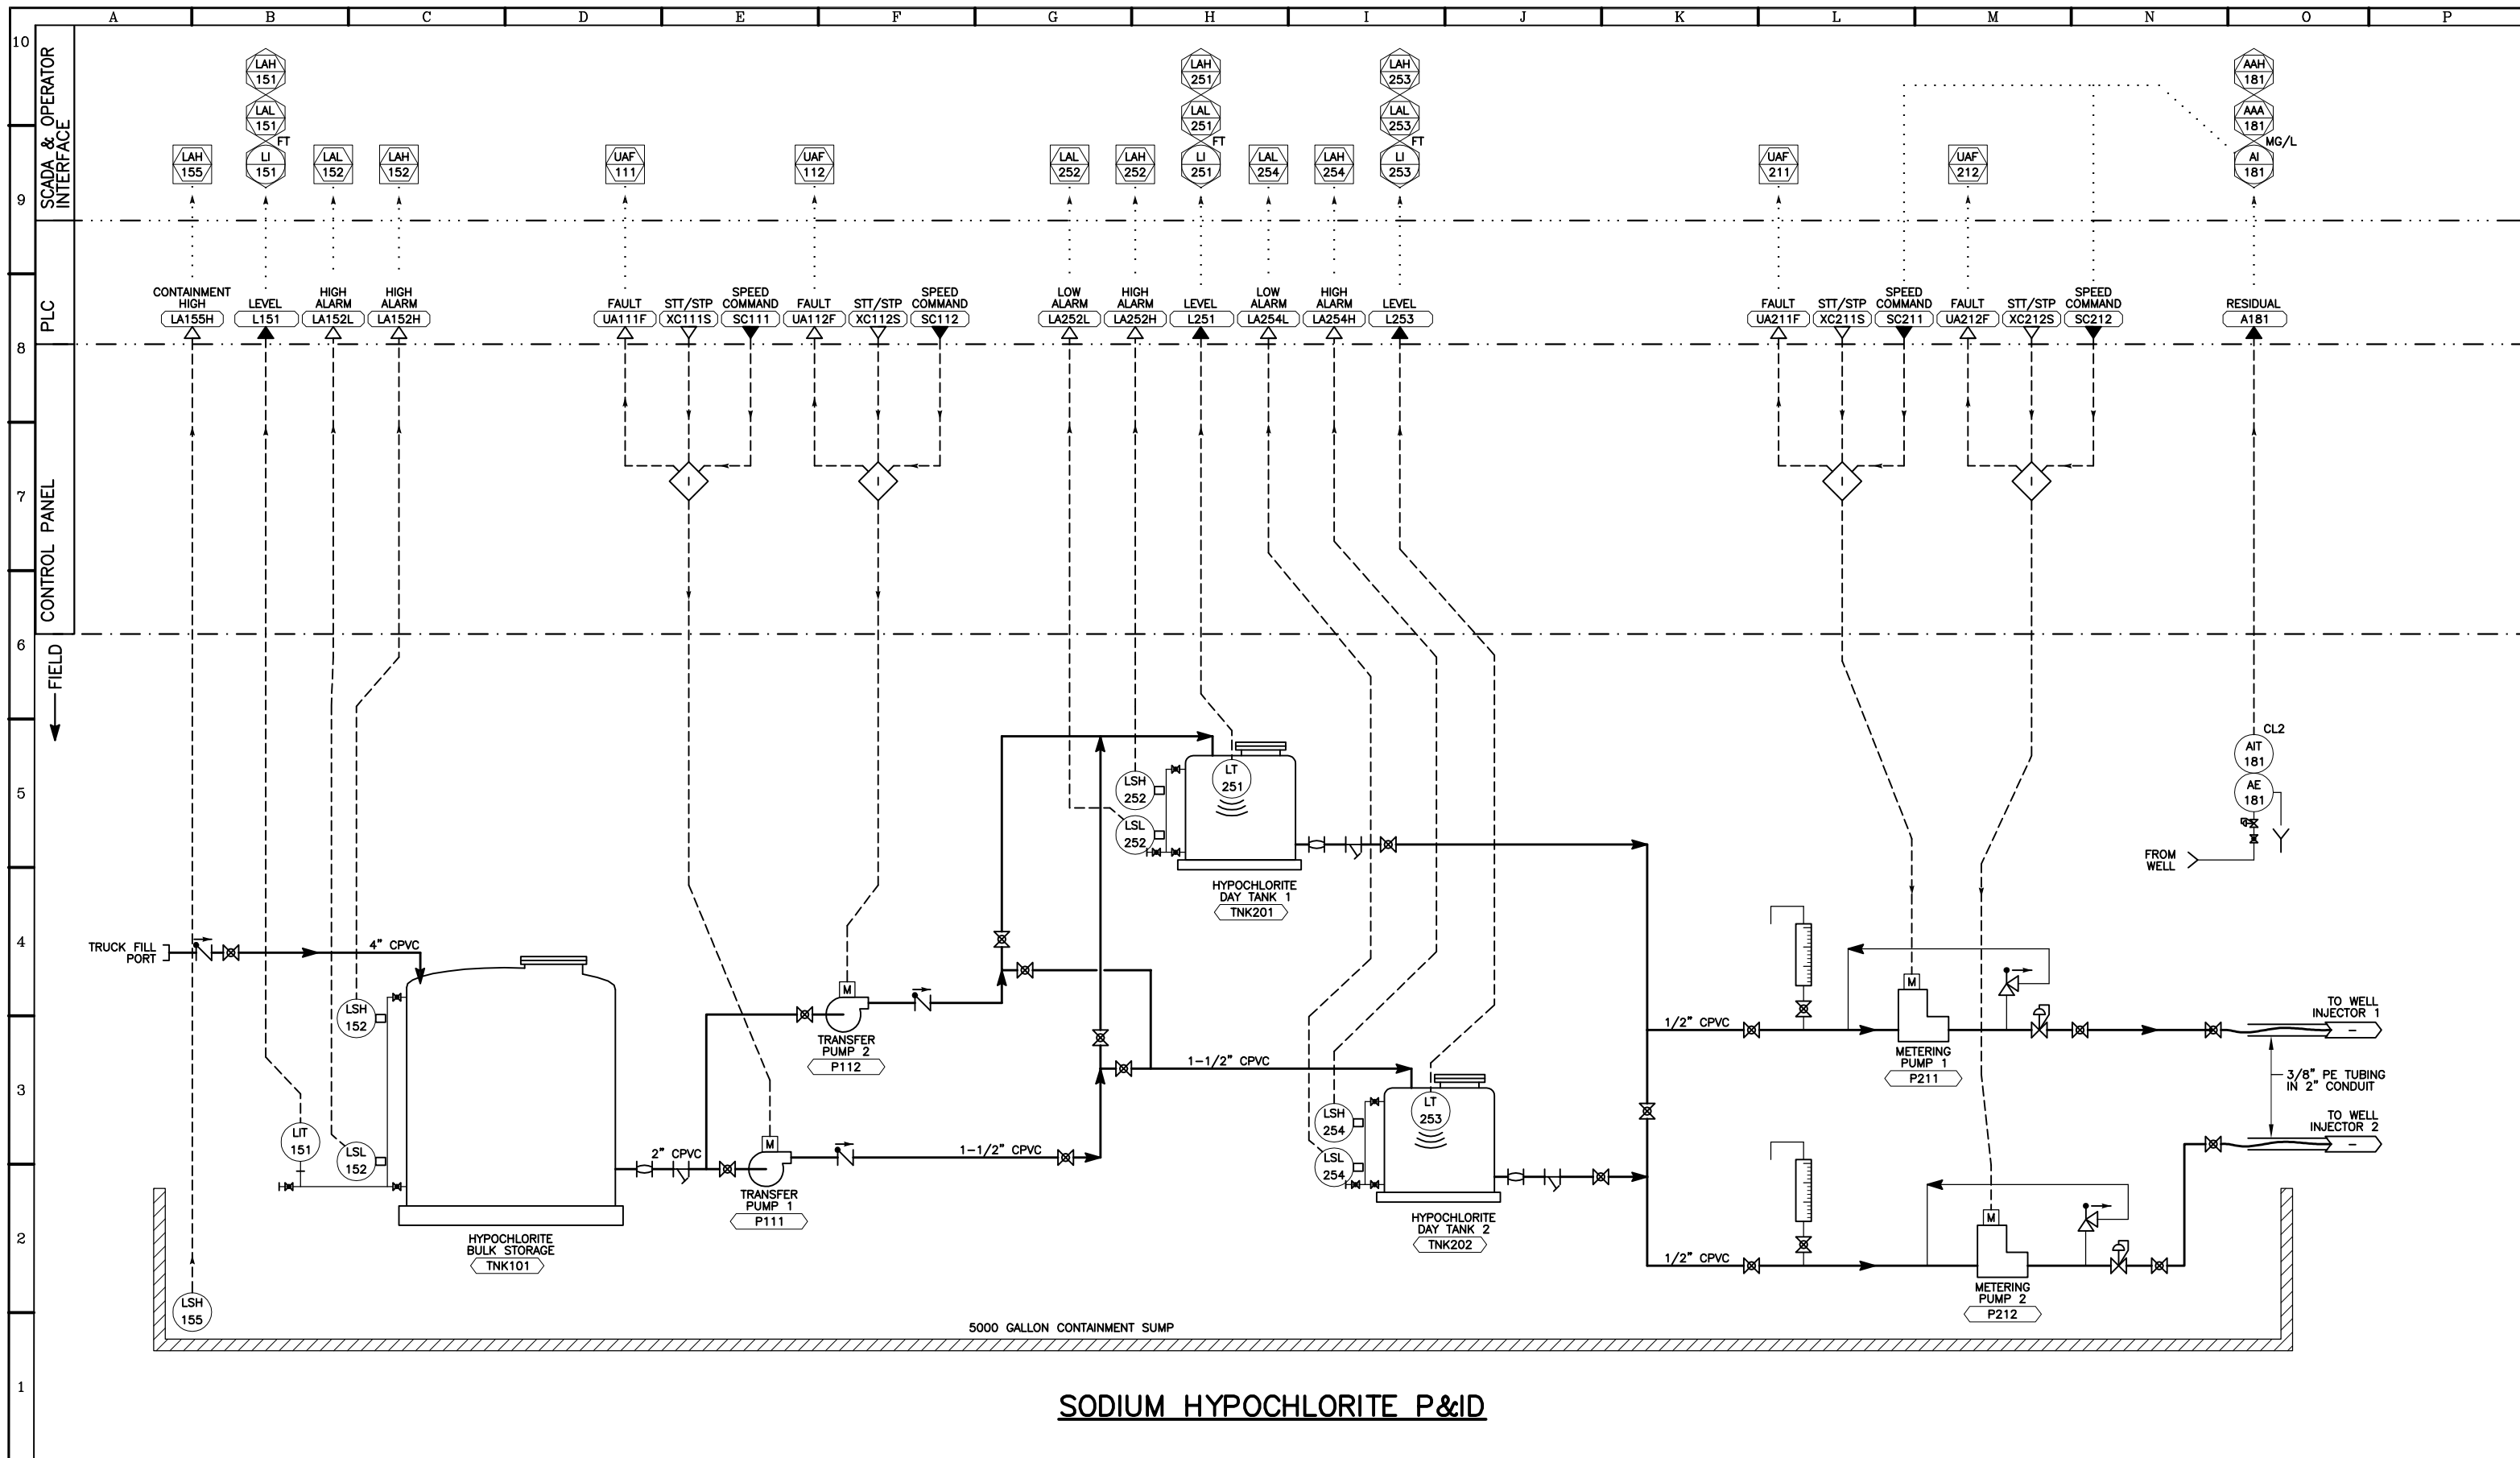 A B C D E F G H I J K L M N O P
10
9
8
7
6
5
4
3
2
1
SCADA & OPERATOR
INTERFACE
PLC
CONTROL PANEL
FIELD
LAH
151
LAL
151
FT
LI
151
LAH
155
LAL
152
LAH
152
UAF
111
UAF
112
LAL
252
LAH
252
LAH
251
LAL
251
FT
LI
251
LAL
254
LAH
254
LAH
253
LAL
253
FT
LI
253
UAF
211
UAF
212
AAH
181
AAA
181
MG/L
AI
181
CONTAINMENT
HIGH
LA155H
LEVEL
L151
HIGH
ALARM
LA152L
HIGH
ALARM
LA152H
FAULT
UA111F
STT/STP
XC111S
SPEED
COMMAND
SC111
FAULT
UA112F
STT/STP
XC112S
SPEED
COMMAND
SC112
LOW
ALARM
LA252L
HIGH
ALARM
LA252H
LEVEL
L251
LOW
ALARM
LA254L
HIGH
ALARM
LA254H
LEVEL
L253
FAULT
UA211F
STT/STP
XC211S
SPEED
COMMAND
SC211
FAULT
UA212F
STT/STP
XC212S
SPEED
COMMAND
SC212
RESIDUAL
A181
I
I
I
I
CL2
AIT
181
AE
181
FROM
WELL
LSH
252
LSL
252
LT
251
HYPOCHLORITE
DAY TANK 1
TNK201
TRUCK FILL
PORT
4" CPVC
LSH
152
LIT
151
LSL
152
HYPOCHLORITE
BULK STORAGE
TNK101
2" CPVC
M
TRANSFER
PUMP 2
P112
M
TRANSFER
PUMP 1
P111
1-1/2" CPVC
1-1/2" CPVC
LSH
254
LSL
254
LT
253
HYPOCHLORITE
DAY TANK 2
TNK202
1/2" CPVC
M
METERING
PUMP 1
P211
TO WELL
INJECTOR 1
3/8" PE TUBING
IN 2" CONDUIT
TO WELL
INJECTOR 2
1/2" CPVC
M
METERING
PUMP 2
P212
LSH
155
5000 GALLON CONTAINMENT SUMP
SODIUM HYPOCHLORITE P&ID